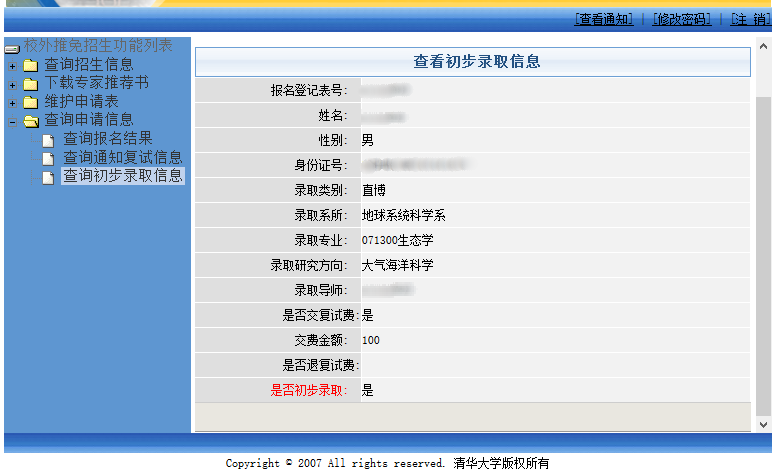 [查看通知] | [修改密码] | [注 销]
校外推免招生功能列表
查询招生信息
下载专家推荐书
维护申请表
查询申请信息
查询报名结果
查询通知复试信息
查询初步录取信息
查看初步录取信息
报名登记表号:
姓名:
性别: 男
身份证号:
录取类别: 直博
录取系所: 地球系统科学系
录取专业: 071300生态学
录取研究方向: 大气海洋科学
录取导师:
是否交复试费: 是
交费金额: 100
是否退复试费:
是否初步录取: 是
Copyright © 2007 All rights reserved. 清华大学版权所有